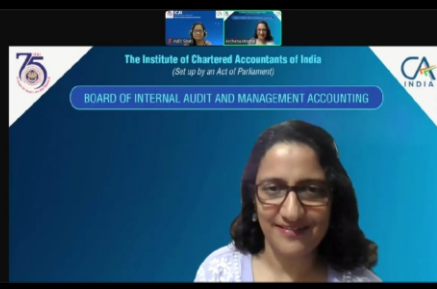 75
The Institute of Chartered Accountants of India
(Set up by an Act of Parliament)
CA
INDIA
BOARD OF INTERNAL AUDIT AND MANAGEMENT ACCOUNTING